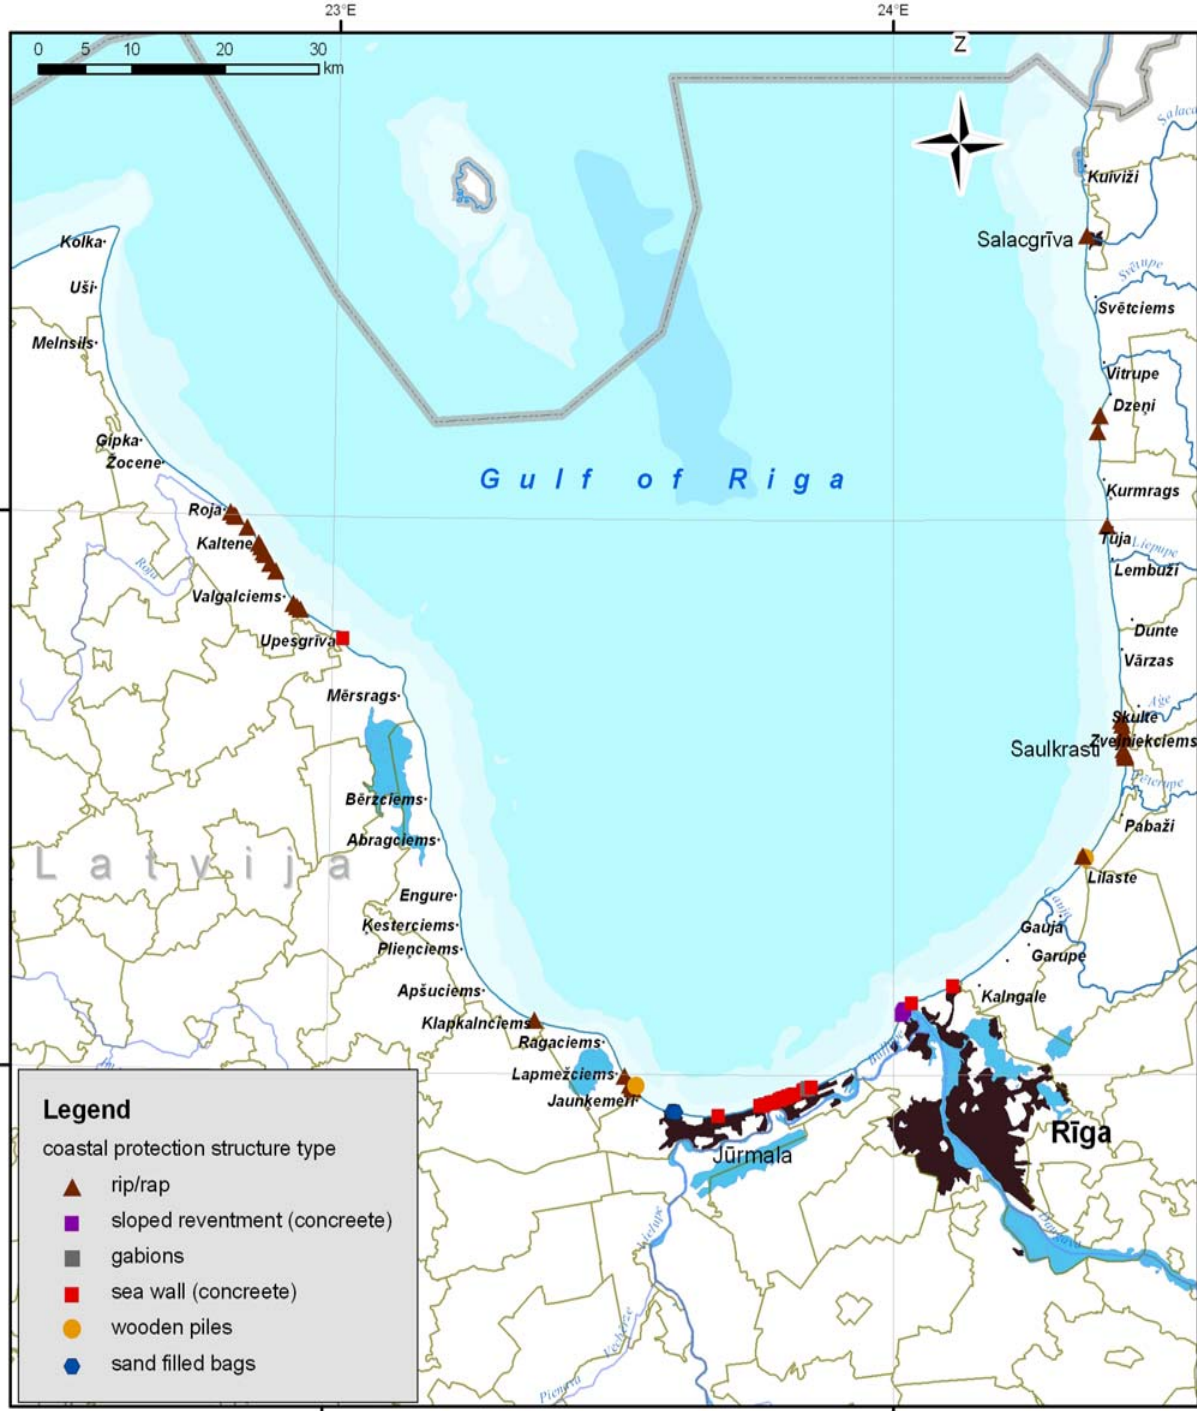 23°E
24°E
0 5 10 20 30
km
Z
Salaca
Kuiviži
Kolka
Salacgrīva
Svētupe
Uši
Svētciems
Melnsils
Vitrupe
Dzeņi
Gipka
Žocene
Gulf of Riga
Kurmrags
Roja
Tūja
Liepupe
Kaltene
Roja
Lembuži
Valgalciems
Dunte
Upesgrīva
Vārzas
Mērsrags
Aģe
Skulte
Zvejniekciems
Saulkrasti
Pēterupe
Bērzciems
Pabaži
Abragciems
Latvija
Lilaste
Engure
Gauja
Ķesterciems
Gauja
Plieņciems
Garupe
Apšuciems
Kalngale
Klapkalnciems
Ragaciems
Lapmežciems
Jaunķemeri
Rīga
Jūrmala
Lielupe
Daugava
Vecbērze
Pienava
Legend
coastal protection structure type
rip/rap
sloped reventment (concreete)
gabions
sea wall (concreete)
wooden piles
sand filled bags